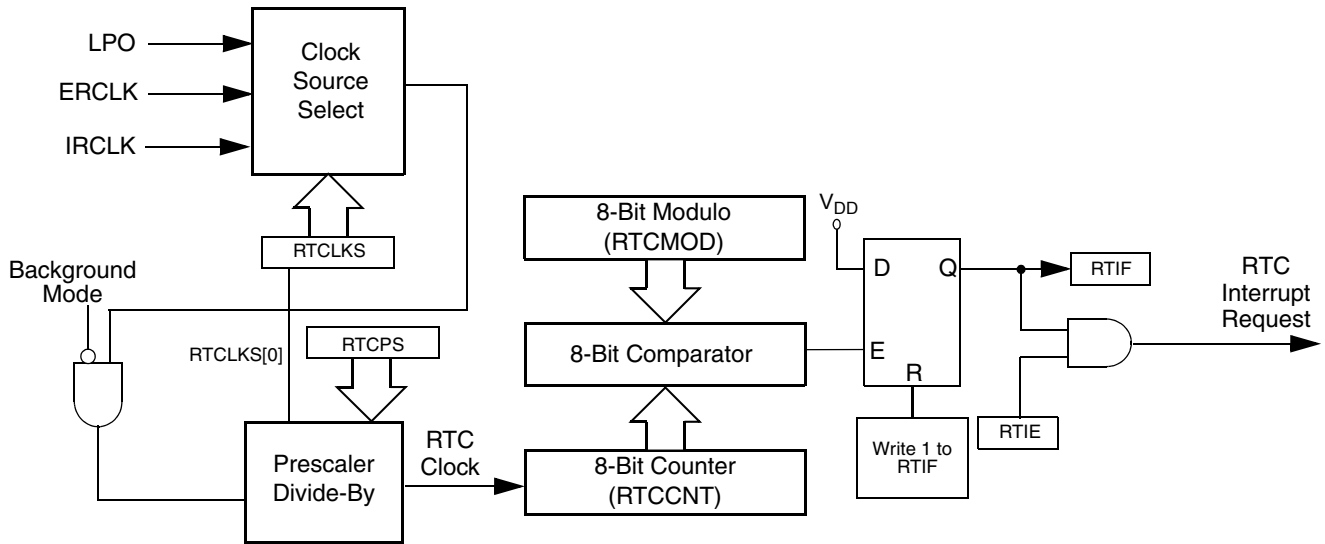 LPO
ERCLK
IRCLK
Clock
Source
Select
RTCLKS
Background
Mode
RTCLKS[0]
RTCPS
Prescaler
Divide-By
RTC
Clock
8-Bit Modulo
(RTCMOD)
8-Bit Comparator
8-Bit Counter
(RTCCNT)
VDD
D
Q
E
R
Write 1 to
RTIF
RTIF
RTIE
RTC
Interrupt
Request